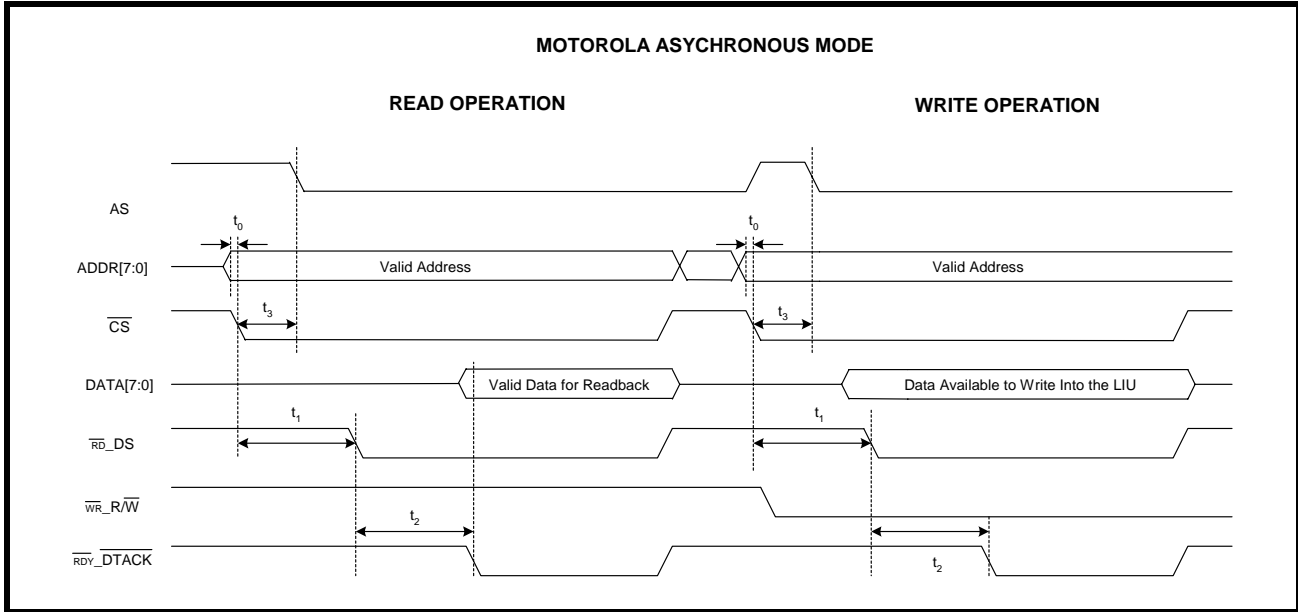 MOTOROLA ASYCHRONOUS MODE
READ OPERATION
WRITE OPERATION
AS
t0
t0
ADDR[7:0]
Valid Address
Valid Address
CS
t3
t3
DATA[7:0]
Valid Data for Readback
Data Available to Write Into the LIU
t1
t1
RD_DS
WR_R/W
t2
RDY_DTACK
t2